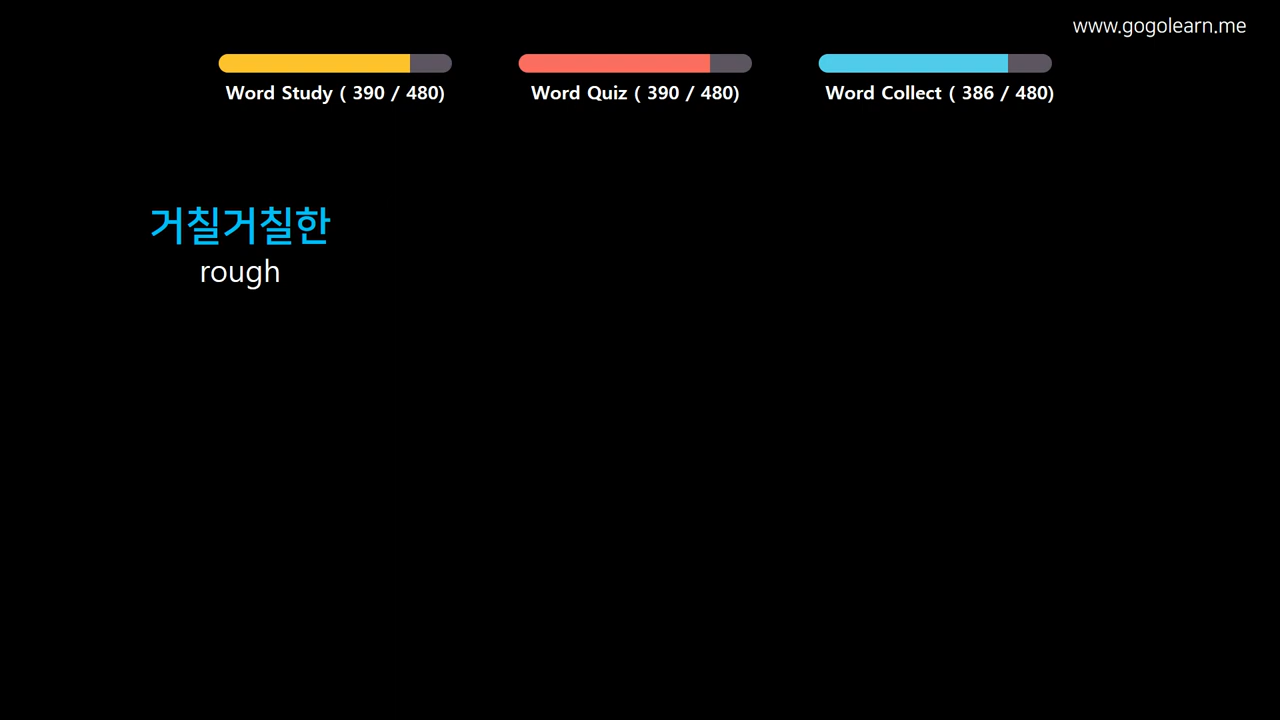 www.gogolearn.me
Word Study ( 390 / 480)
Word Quiz ( 390 / 480)
Word Collect ( 386 / 480)
거칠거칠한
rough